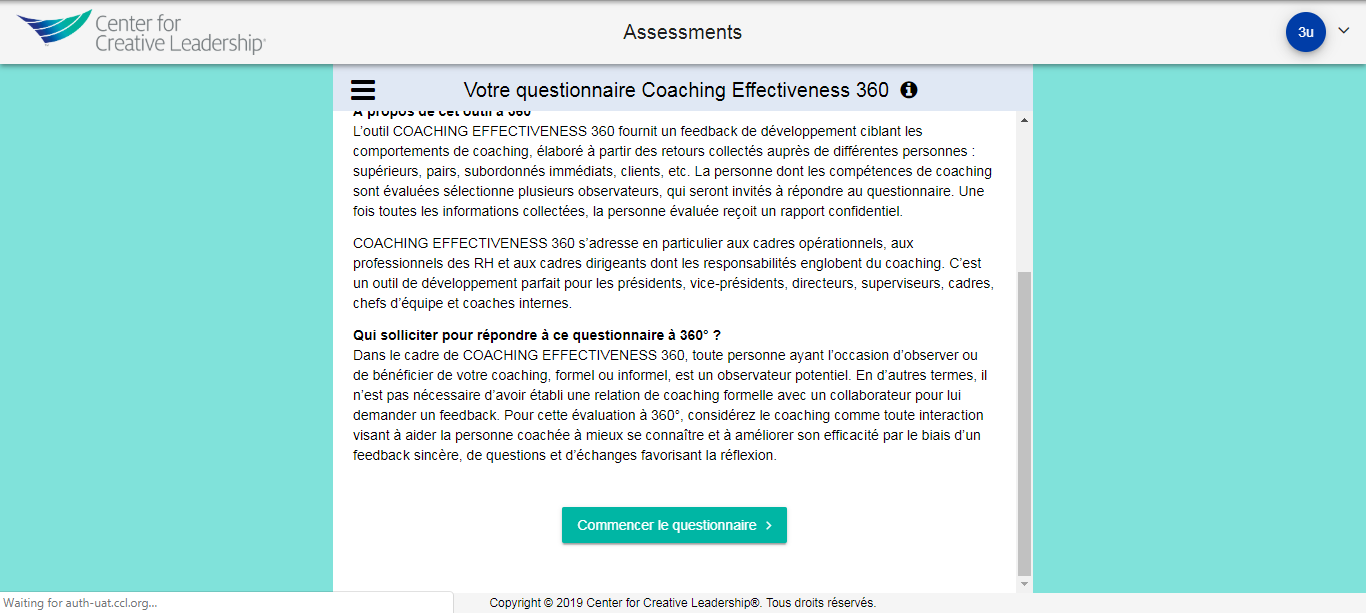 Center for
Creative Leadership®
Assessments
3u
Votre questionnaire Coaching Effectiveness 360
À propos de cet outil à 360°
L’outil COACHING EFFECTIVENESS 360 fournit un feedback de développement ciblant les
comportements de coaching, élaboré à partir des retours collectés auprès de différentes personnes :
supérieurs, pairs, subordonnés immédiats, clients, etc. La personne dont les compétences de coaching
sont évaluées sélectionne plusieurs observateurs, qui seront invités à répondre au questionnaire. Une
fois toutes les informations collectées, la personne évaluée reçoit un rapport confidentiel.
COACHING EFFECTIVENESS 360 s’adresse en particulier aux cadres opérationnels, aux
professionnels des RH et aux cadres dirigeants dont les responsabilités englobent du coaching. C’est
un outil de développement parfait pour les présidents, vice-présidents, directeurs, superviseurs, cadres,
chefs d’équipe et coaches internes.
Qui solliciter pour répondre à ce questionnaire à 360° ?
Dans le cadre de COACHING EFFECTIVENESS 360, toute personne ayant l’occasion d’observer ou
de bénéficier de votre coaching, formel ou informel, est un observateur potentiel. En d’autres termes, il
n’est pas nécessaire d’avoir établi une relation de coaching formelle avec un collaborateur pour lui
demander un feedback. Pour cette évaluation à 360°, considérez le coaching comme toute interaction
visant à aider la personne coachée à mieux se connaître et à améliorer son efficacité par le biais d’un
feedback sincère, de questions et d’échanges favorisant la réflexion.
Commencer le questionnaire
Waiting for auth-uat.ccl.org...
Copyright © 2019 Center for Creative Leadership®. Tous droits réservés.